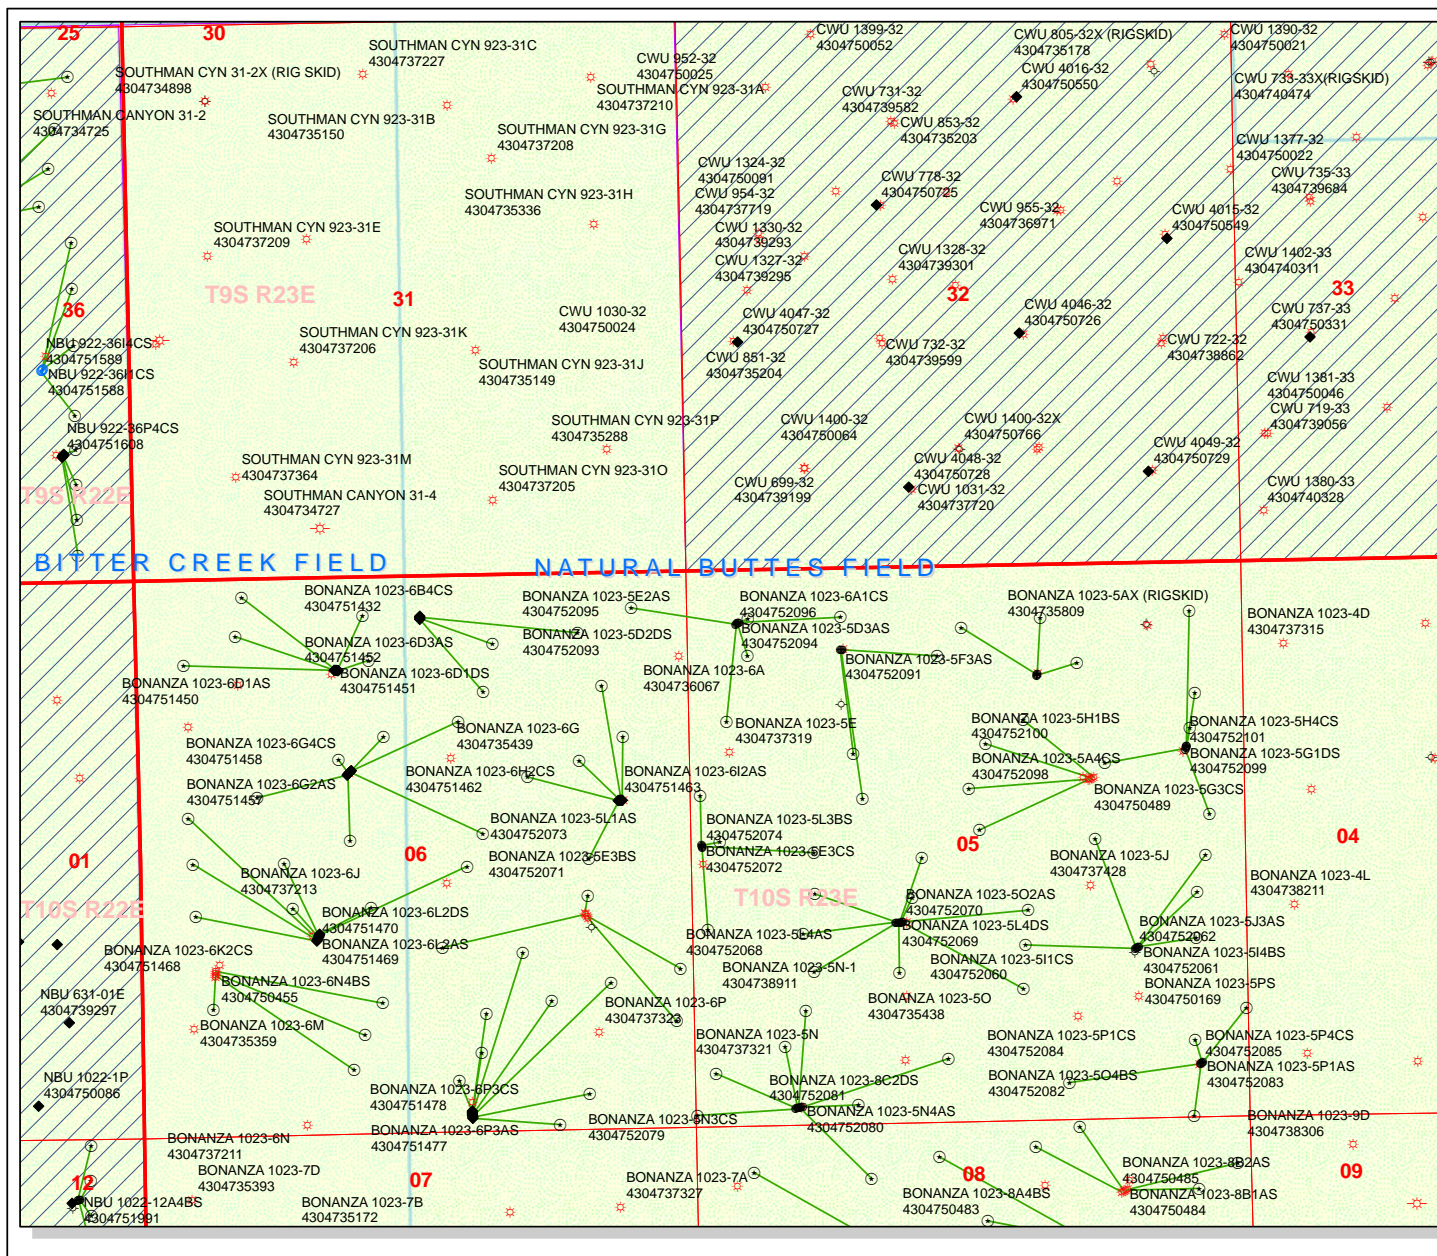 25
30
SOUTHMAN CYN 923-31C
4304737227
SOUTHMAN CYN 31-2X (RIG SKID)
4304734898
SOUTHMAN CANYON 31-2
4304734725
SOUTHMAN CYN 923-31B
4304735150
CWU 952-32
4304750025
SOUTHMAN CYN 923-31A
4304737210
SOUTHMAN CYN 923-31G
4304737208
CWU 1399-32
4304750052
CWU 731-32
4304739582
CWU 853-32
4304735203
CWU 805-32X (RIGSKID)
4304735178
CWU 4016-32
4304750550
CWU 1390-32
4304750021
CWU 733-33X(RIGSKID)
4304740474
CWU 1377-32
4304750022
CWU 735-33
4304739684
CWU 1324-32
4304750091
CWU 954-32
4304737719
CWU 778-32
4304750725
CWU 955-32
4304736971
CWU 4015-32
4304750549
SOUTHMAN CYN 923-31H
4304735336
SOUTHMAN CYN 923-31E
4304737209
CWU 1330-32
4304739293
CWU 1327-32
4304739295
CWU 1328-32
4304739301
CWU 1402-33
4304740311
T9S R23E
31
32
33
36
CWU 1030-32
4304750024
CWU 4047-32
4304750727
CWU 851-32
4304735204
CWU 732-32
4304739599
CWU 4046-32
4304750726
CWU 722-32
4304738862
CWU 737-33
4304750331
NBU 922-36I4CS
4304751589
NBU 922-36I1CS
4304751588
SOUTHMAN CYN 923-31K
4304737206
SOUTHMAN CYN 923-31J
4304735149
CWU 1381-33
4304750046
CWU 719-33
4304739056
NBU 922-36P4CS
4304751608
SOUTHMAN CYN 923-31P
4304735288
CWU 1400-32
4304750064
CWU 1400-32X
4304750766
CWU 4049-32
4304750729
SOUTHMAN CYN 923-31M
4304737364
SOUTHMAN CYN 923-31O
4304737205
CWU 699-32
4304739199
CWU 4048-32
4304750728
CWU 1031-32
4304737720
CWU 1380-33
4304740328
T9S R22E
SOUTHMAN CANYON 31-4
4304734727
BITTER CREEK FIELD
NATURAL BUTTES FIELD
BONANZA 1023-6B4CS
4304751432
BONANZA 1023-5E2AS
4304752095
BONANZA 1023-6A1CS
4304752096
BONANZA 1023-5AX (RIGSKID)
4304735809
BONANZA 1023-4D
4304737315
BONANZA 1023-6D3AS
4304751452
BONANZA 1023-6D1DS
4304751451
BONANZA 1023-5D2DS
4304752093
BONANZA 1023-5D3AS
4304752094
BONANZA 1023-5F3AS
4304752091
BONANZA 1023-6D1AS
4304751450
BONANZA 1023-6A
4304736067
BONANZA 1023-6G
4304735439
BONANZA 1023-5E
4304737319
BONANZA 1023-5H1BS
4304752100
BONANZA 1023-5H4CS
4304752101
BONANZA 1023-6G4CS
4304751458
BONANZA 1023-6G2AS
4304751457
BONANZA 1023-6H2CS
4304751462
BONANZA 1023-6I2AS
4304751463
BONANZA 1023-5A4CS
4304752098
BONANZA 1023-5G1DS
4304752099
BONANZA 1023-5G3CS
4304750489
BONANZA 1023-5L1AS
4304752073
BONANZA 1023-5L3BS
4304752074
BONANZA 1023-5E3BS
4304752071
BONANZA 1023-5E3CS
4304752072
01
06
05
04
BONANZA 1023-5J
4304737428
BONANZA 1023-4L
4304738211
BONANZA 1023-6J
4304737213
T10S R22E
T10S R23E
BONANZA 1023-6L2DS
4304751470
BONANZA 1023-6L2AS
4304751469
BONANZA 1023-5O2AS
4304752070
BONANZA 1023-5L4DS
4304752069
BONANZA 1023-5J3AS
4304752062
BONANZA 1023-5I4BS
4304752061
BONANZA 1023-5L4AS
4304752068
BONANZA 1023-5I1CS
4304752060
BONANZA 1023-6K2CS
4304751468
BONANZA 1023-6N4BS
4304750455
BONANZA 1023-5N-1
4304738911
BONANZA 1023-5PS
4304750169
NBU 631-01E
4304739297
BONANZA 1023-6M
4304735359
BONANZA 1023-6P
4304737323
BONANZA 1023-5O
4304735438
BONANZA 1023-5N
4304737321
BONANZA 1023-5P1CS
4304752084
BONANZA 1023-5P4CS
4304752085
BONANZA 1023-5P1AS
4304752083
BONANZA 1023-5O4BS
4304752082
NBU 1022-1P
4304750086
BONANZA 1023-6P3CS
4304751478
BONANZA 1023-6P3AS
4304751477
BONANZA 1023-8C2DS
4304752081
BONANZA 1023-5N4AS
4304752080
BONANZA 1023-5N3CS
4304752079
BONANZA 1023-9D
4304738306
BONANZA 1023-6N
4304737211
BONANZA 1023-7D
4304735393
BONANZA 1023-7B
4304735172
BONANZA 1023-7A
4304737327
BONANZA 1023-8A4BS
4304750483
BONANZA 1023-8B2AS
4304750485
BONANZA 1023-8B1AS
4304750484
12
07
08
09
NBU 1022-12A4BS
4304751991